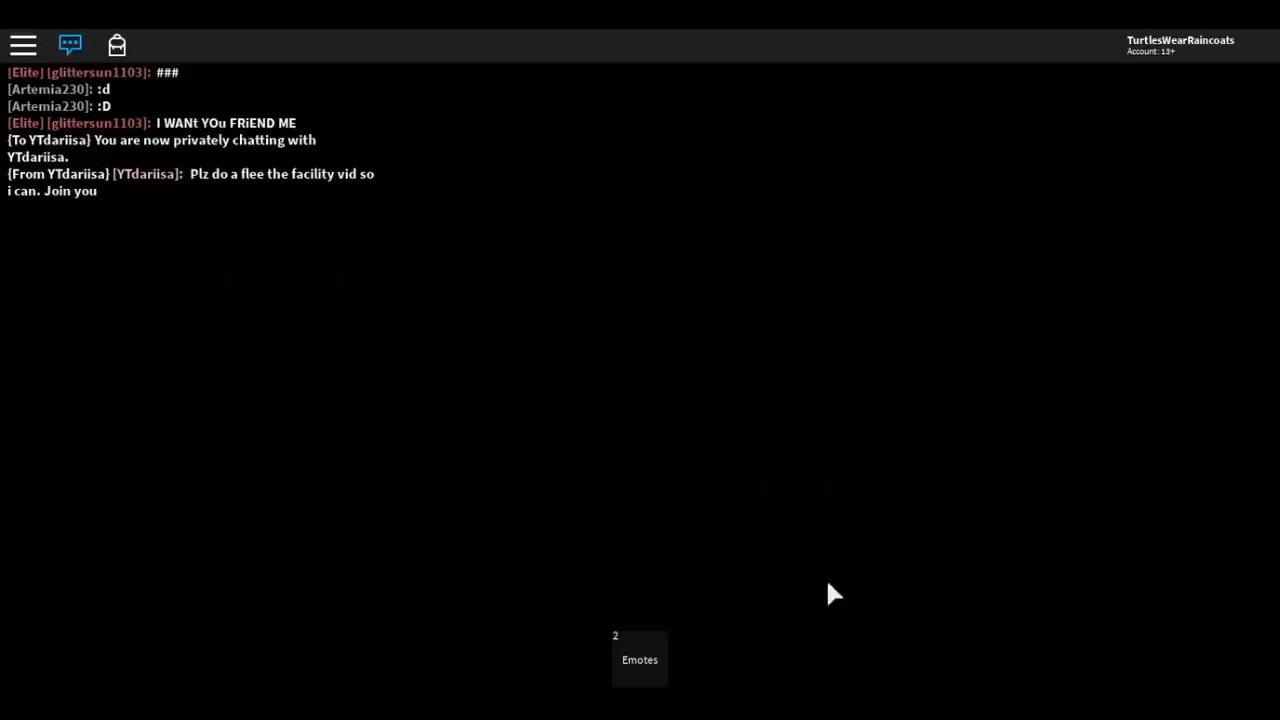 TurtlesWearRaincoats
Account: 13+
[Elite] [glittersun1103]: ###
[Artemia230]: :d
[Artemia230]: :D
[Elite] [glittersun1103]: I WANt YOu FRiEND ME
{To YTdariisa} You are now privately chatting with
YTdariisa.
{From YTdariisa} [YTdariisa]: Plz do a flee the facility vid so
i can. Join you
2
Emotes